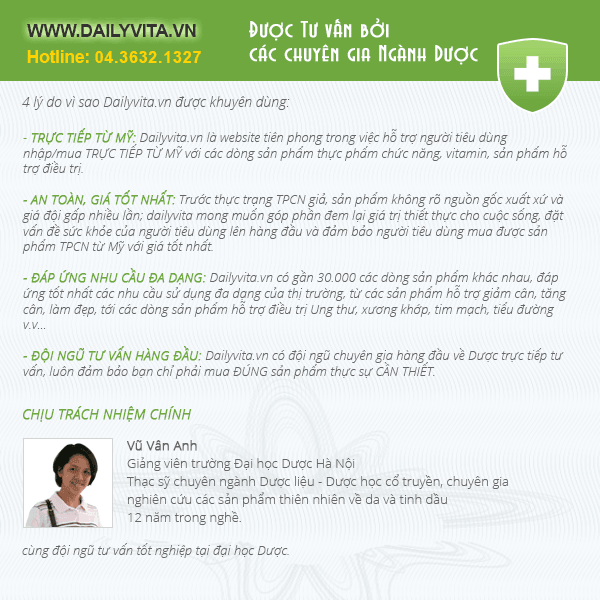 WWW.DAILYVITA.VN
Hotline: 04.3632.1327
Được Tư vấn bởi
các chuyên gia Ngành Dược
4 lý do vì sao Dailyvita.vn được khuyên dùng:
- TRỰC TIẾP TỪ MỸ: Dailyvita.vn là website tiên phong trong việc hỗ trợ người tiêu dùng
nhập/mua TRỰC TIẾP TỪ MỸ với các dòng sản phẩm thực phẩm chức năng, vitamin, sản phẩm hỗ
trợ điều trị.
- AN TOÀN, GIÁ TỐT NHẤT: Trước thực trạng TPCN giả, sản phẩm không rõ nguồn gốc xuất xứ và
giá đội gấp nhiều lần; dailyvita mong muốn góp phần đem lại giá trị thiết thực cho cuộc sống, đặt
vấn đề sức khỏe của người tiêu dùng lên hàng đầu và đảm bảo người tiêu dùng mua được sản
phẩm TPCN từ Mỹ với giá tốt nhất.
- ĐÁP ỨNG NHU CẦU ĐA DẠNG: Dailyvita.vn có gần 30.000 các dòng sản phẩm khác nhau, đáp
ứng tốt nhất các nhu cầu sử dụng đa dạng của thị trường, từ các sản phẩm hỗ trợ giảm cân, tăng
cân, làm đẹp, tới các dòng sản phẩm hỗ trợ điều trị Ung thư, xương khớp, tim mạch, tiểu đường
v.v...
- ĐỘI NGŨ TƯ VẤN HÀNG ĐẦU: Dailyvita.vn có đội ngũ chuyên gia hàng đầu về Dược trực tiếp tư
vấn, luôn đảm bảo bạn chỉ phải mua ĐÚNG sản phẩm thực sự CẦN THIẾT.
CHỊU TRÁCH NHIỆM CHÍNH
Vũ Vân Anh
Giảng viên trường Đại học Dược Hà Nội
Thạc sỹ chuyên ngành Dược liệu - Dược học cổ truyền, chuyên gia
nghiên cứu các sản phẩm thiên nhiên về da và tinh dầu
12 năm trong nghề.
cùng đội ngũ tư vấn tốt nghiệp tại đại học Dược.